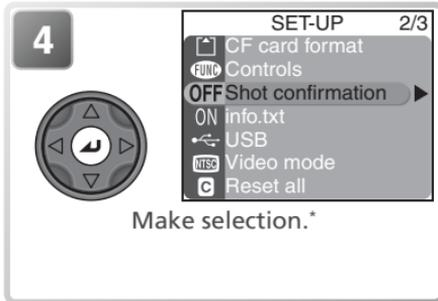 4
SET-UP 2/3
CF card format
FUNC Controls
OFF Shot confirmation
ON info.txt
USB
NTSC Video mode
C Reset all
Make selection.*